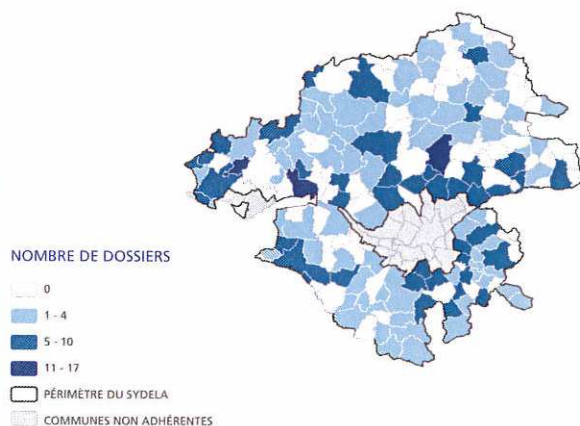 NOMBRE DE DOSSIERS
0
1 - 4
5 - 10
11 - 17
PÉRIMÈTRE DU SYDELA
COMMUNES NON ADHÉRENTES